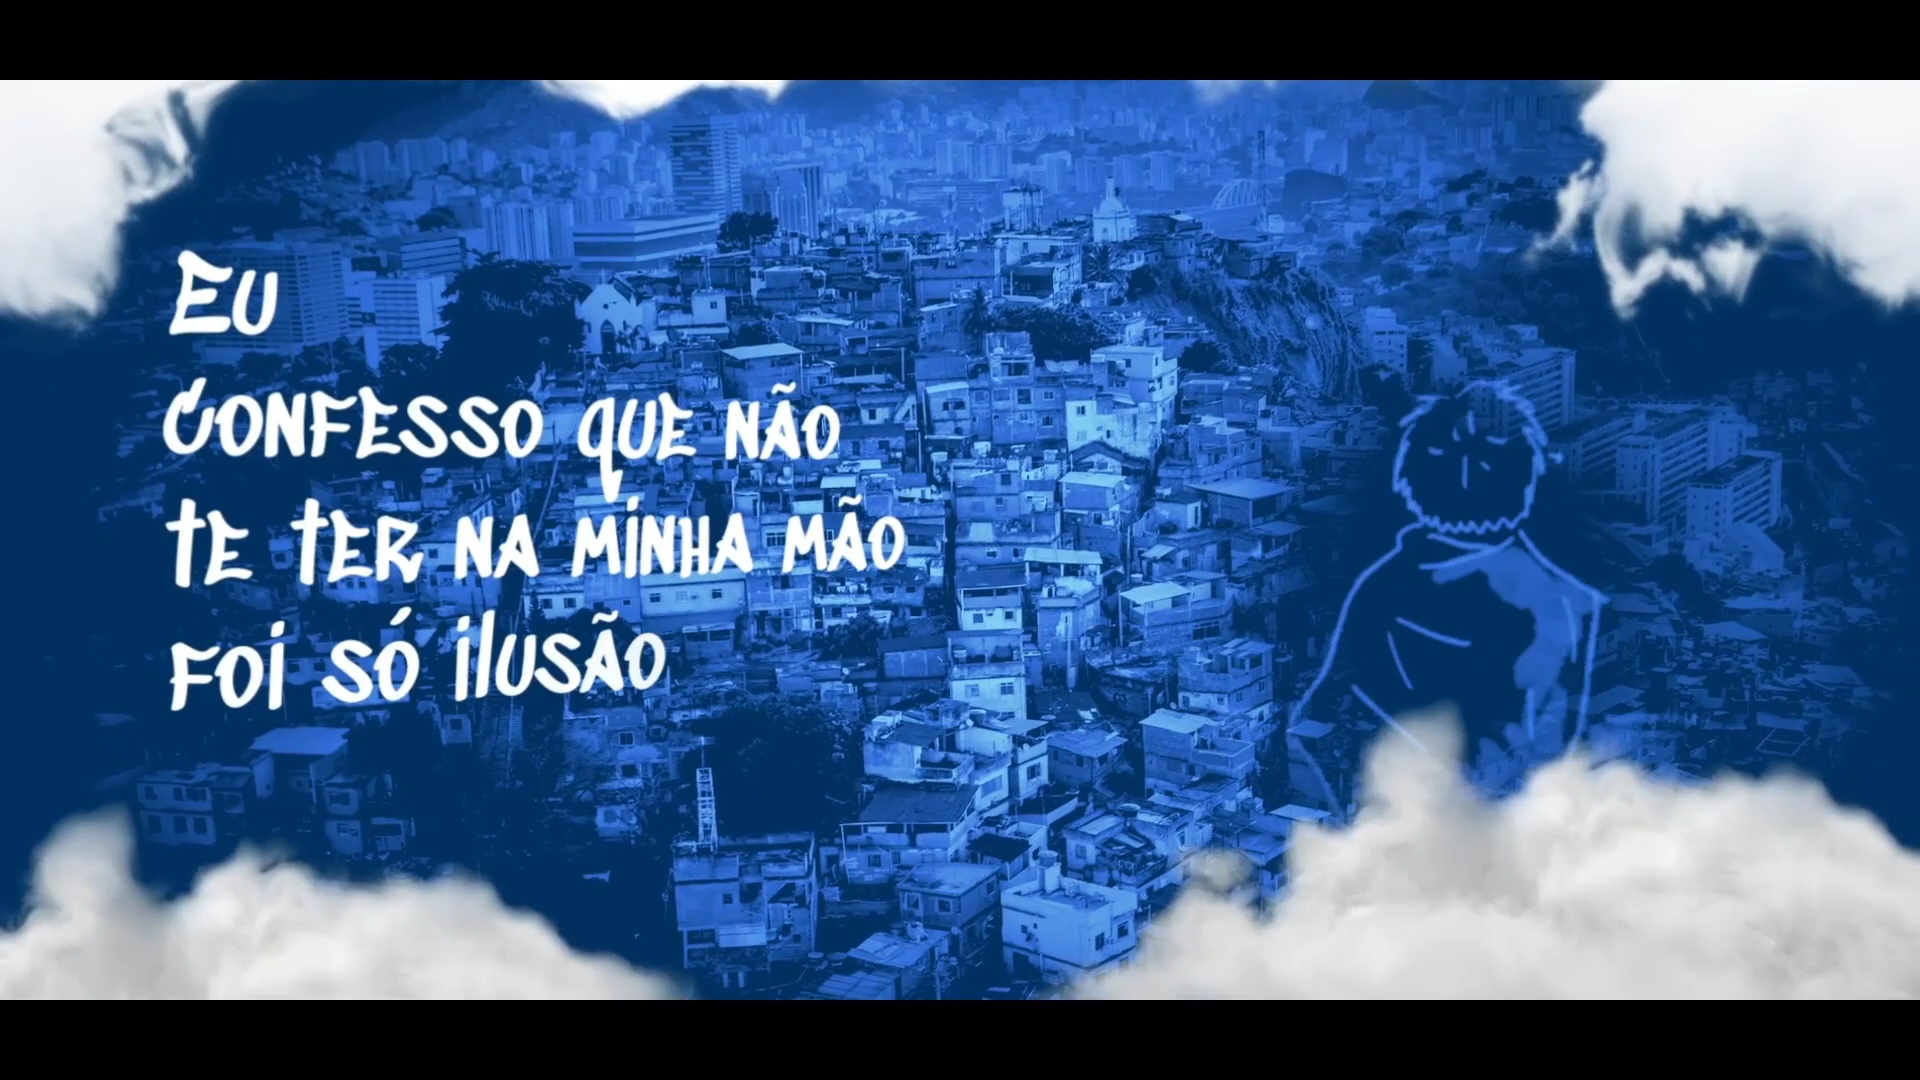 Eu
CONFESSO QUE NÃO
TE TER NA MINHA MÃO
FOI SÓ ILUSÃO